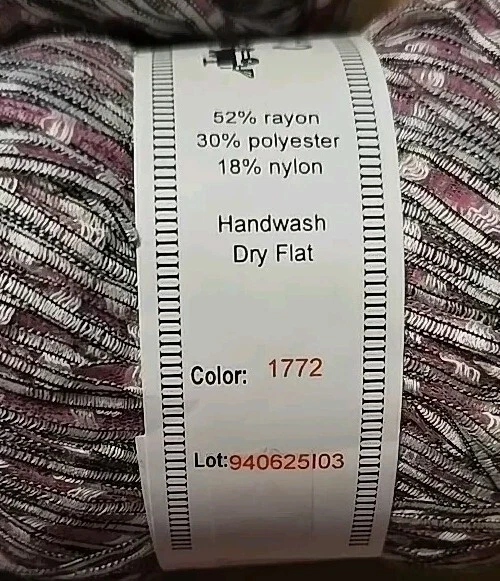 52% rayon
30% polyester
18% nylon
Handwash
Dry Flat
Color: 1772
Lot:940625I03